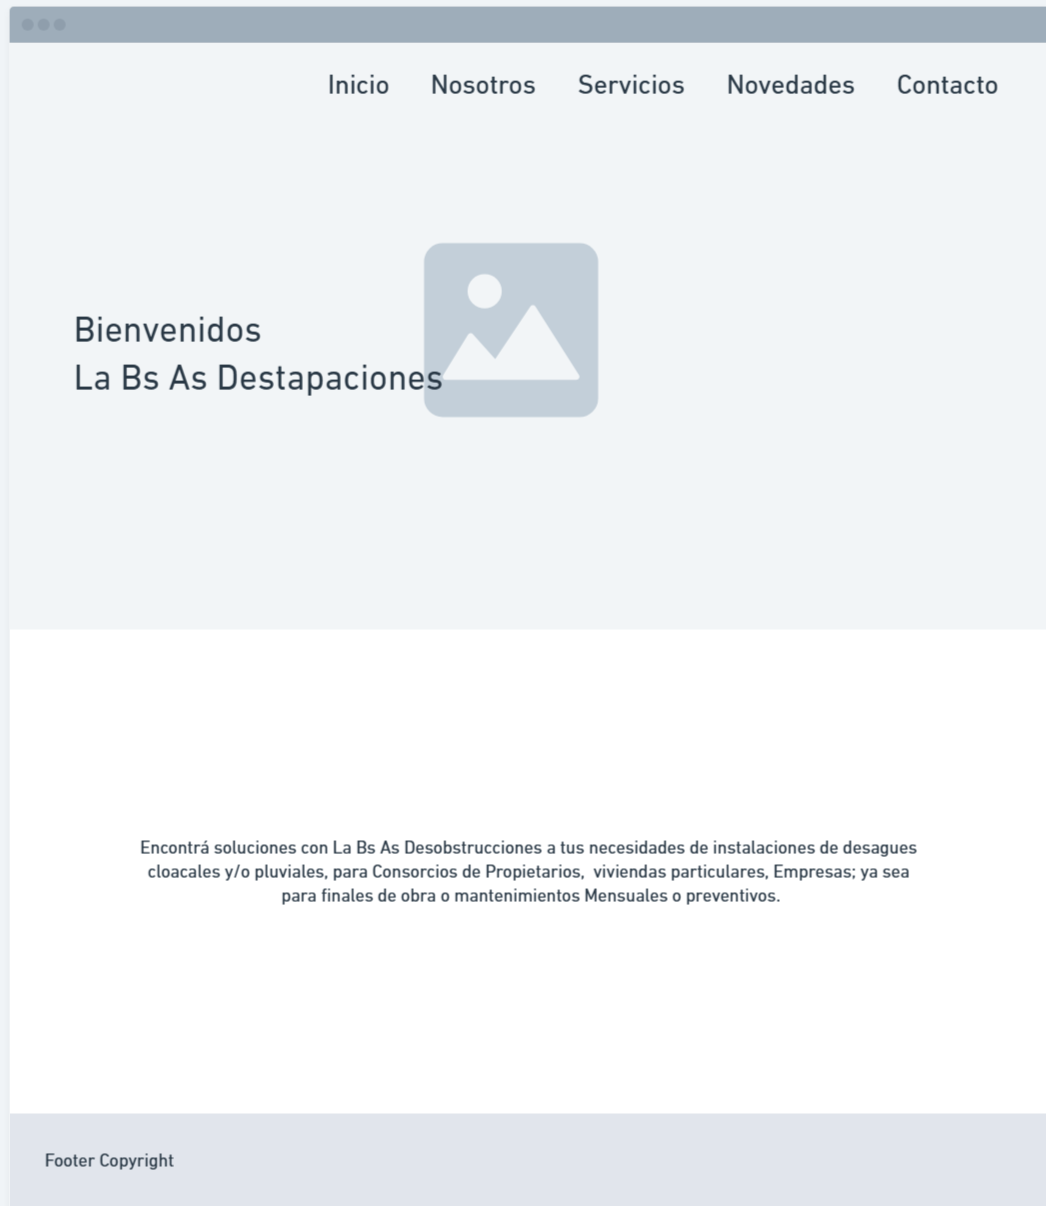 Inicio Nosotros Servicios Novedades Contacto
Bienvenidos
La Bs As Destapaciones
Encontrá soluciones con La Bs As Desobstrucciones a tus necesidades de instalaciones de desagues
cloacales y/o pluviales, para Consorcios de Propietarios,  viviendas particulares, Empresas; ya sea
para finales de obra o mantenimientos Mensuales o preventivos.
Footer Copyright